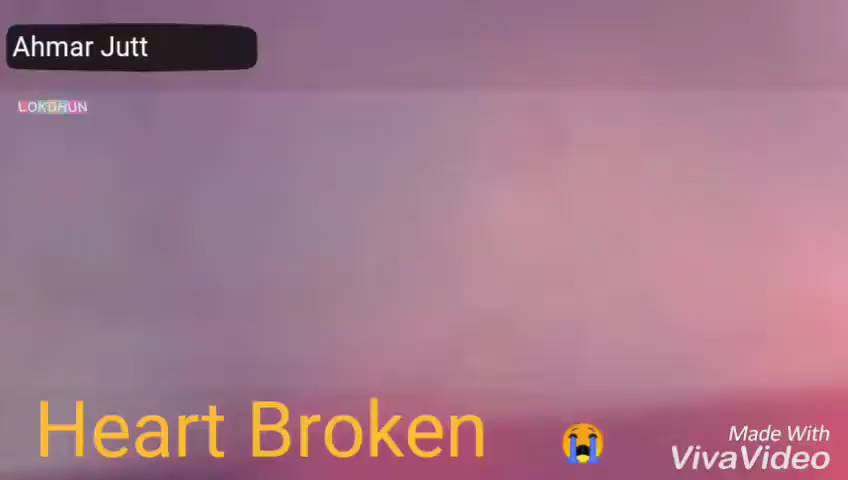 Ahmar Jutt
LOKDHUN
Heart Broken 😭
Made With
VivaVideo